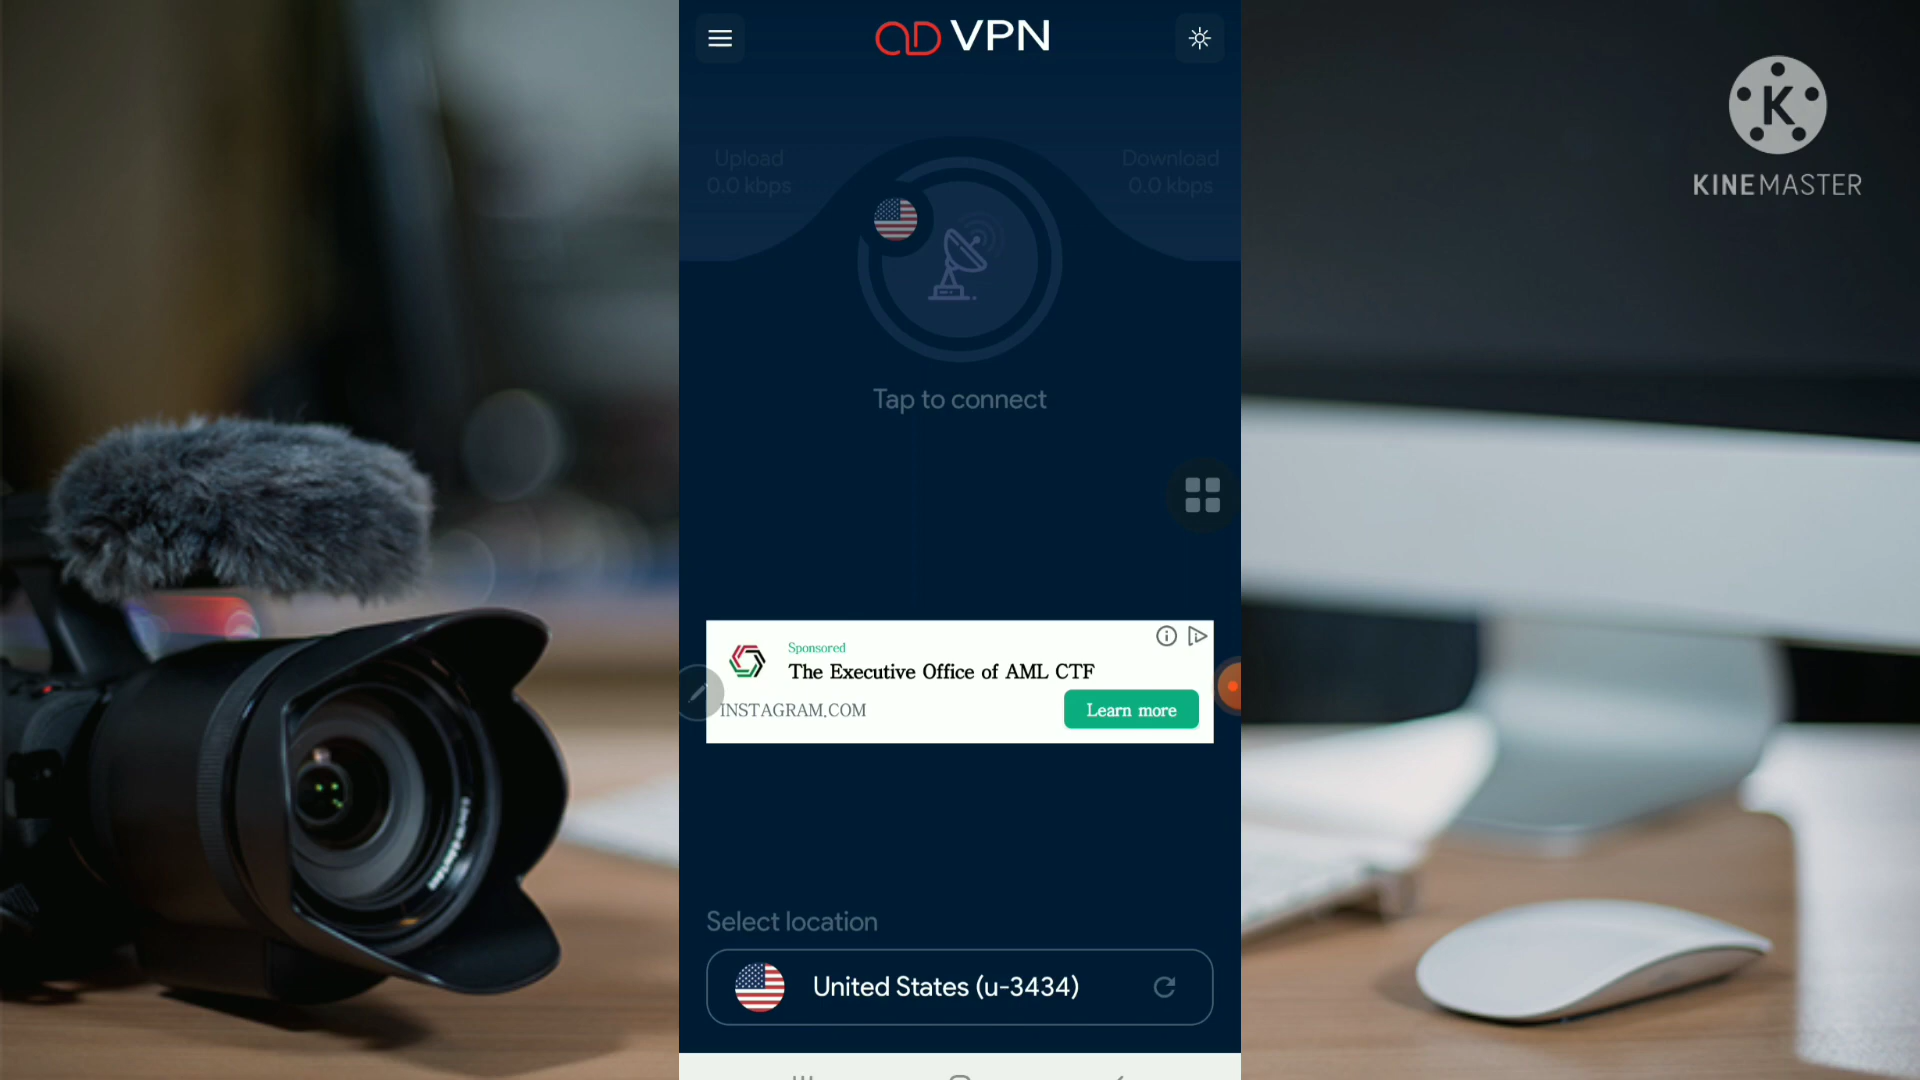 VPN
Upload
0.0 kbps
Download
0.0 kbps
Tap to connect
Sponsored
The Executive Office of AML CTF
INSTAGRAM.COM
Learn more
Select location
United States (u-3434)
K
KINEMASTER